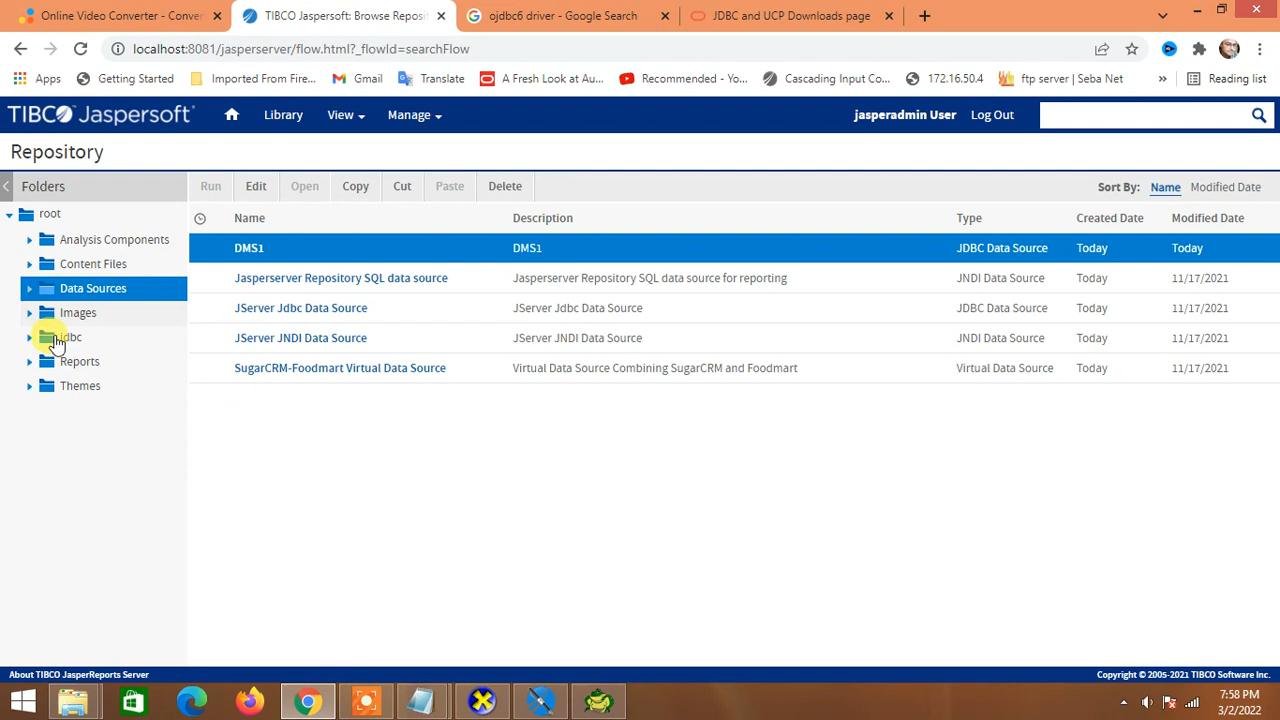 Online Video Converter - Conver
TIBCO Jaspersoft: Browse Reposit
ojdbc6 driver - Google Search
JDBC and UCP Downloads page
localhost:8081/jasperserver/flow.html?_flowId=searchFlow
Apps
Getting Started
Imported From Fire...
Gmail
Translate
A Fresh Look at Au...
Recommended - Yo...
Cascading Input Co...
172.16.50.4
ftp server | Seba Net
»
Reading list
TIBCO Jaspersoft®
Library
View
Manage
jasperadmin User
Log Out
Repository
Folders
Run
Edit
Open
Copy
Cut
Paste
Delete
Sort By:
Name
Modified Date
root
Analysis Components
Content Files
Data Sources
Images
jdbc
Reports
Themes
Name Description Type Created Date Modified Date
DMS1 DMS1 JDBC Data Source Today Today
Jasperserver Repository SQL data source Jasperserver Repository SQL data source for reporting JNDI Data Source Today 11/17/2021
JServer Jdbc Data Source JServer Jdbc Data Source JDBC Data Source Today 11/17/2021
JServer JNDI Data Source JServer JNDI Data Source JNDI Data Source Today 11/17/2021
SugarCRM-Foodmart Virtual Data Source Virtual Data Source Combining SugarCRM and Foodmart Virtual Data Source Today 11/17/2021
About TIBCO JasperReports Server
Copyright © 2005-2021 TIBCO Software Inc.
7:58 PM
3/2/2022